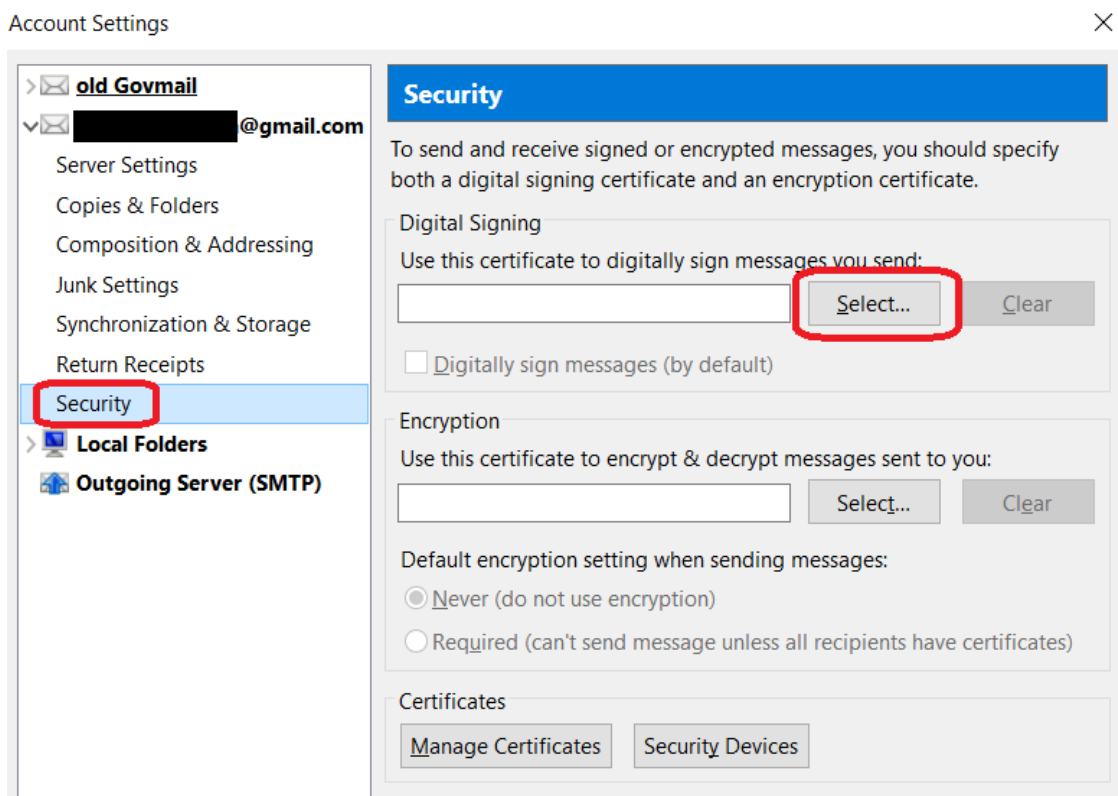 Account Settings
old Govmail
@gmail.com
Server Settings
Copies & Folders
Composition & Addressing
Junk Settings
Synchronization & Storage
Return Receipts
Security
Local Folders
Outgoing Server (SMTP)
Security
To send and receive signed or encrypted messages, you should specify
both a digital signing certificate and an encryption certificate.
Digital Signing
Use this certificate to digitally sign messages you send:
Select... Clear
Digitally sign messages (by default)
Encryption
Use this certificate to encrypt & decrypt messages sent to you:
Select... Clear
Default encryption setting when sending messages:
Never (do not use encryption)
Required (can't send message unless all recipients have certificates)
Certificates
Manage Certificates Security Devices